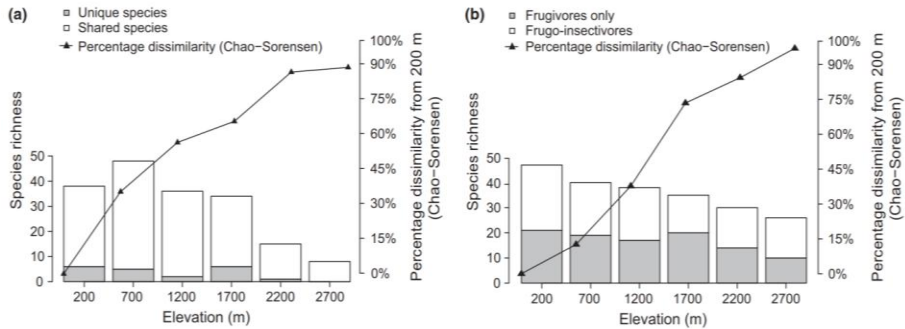 (a)
Unique species
Shared species
Percentage dissimilarity (Chao−Sorensen)
Species richness
50
40
30
20
10
0
200 700 1200 1700 2200 2700
Elevation (m)
100%
90%
75%
60%
45%
30%
15%
0%
Percentage dissimilarity from 200 m
(Chao−Sorensen)
(b)
Frugivores only
Frugo-insectivores
Percentage dissimilarity (Chao−Sorensen)
Species richness
50
40
30
20
10
0
200 700 1200 1700 2200 2700
Elevation (m)
100%
90%
75%
60%
45%
30%
15%
0%
Percentage dissimilarity from 200 m
(Chao−Sorensen)